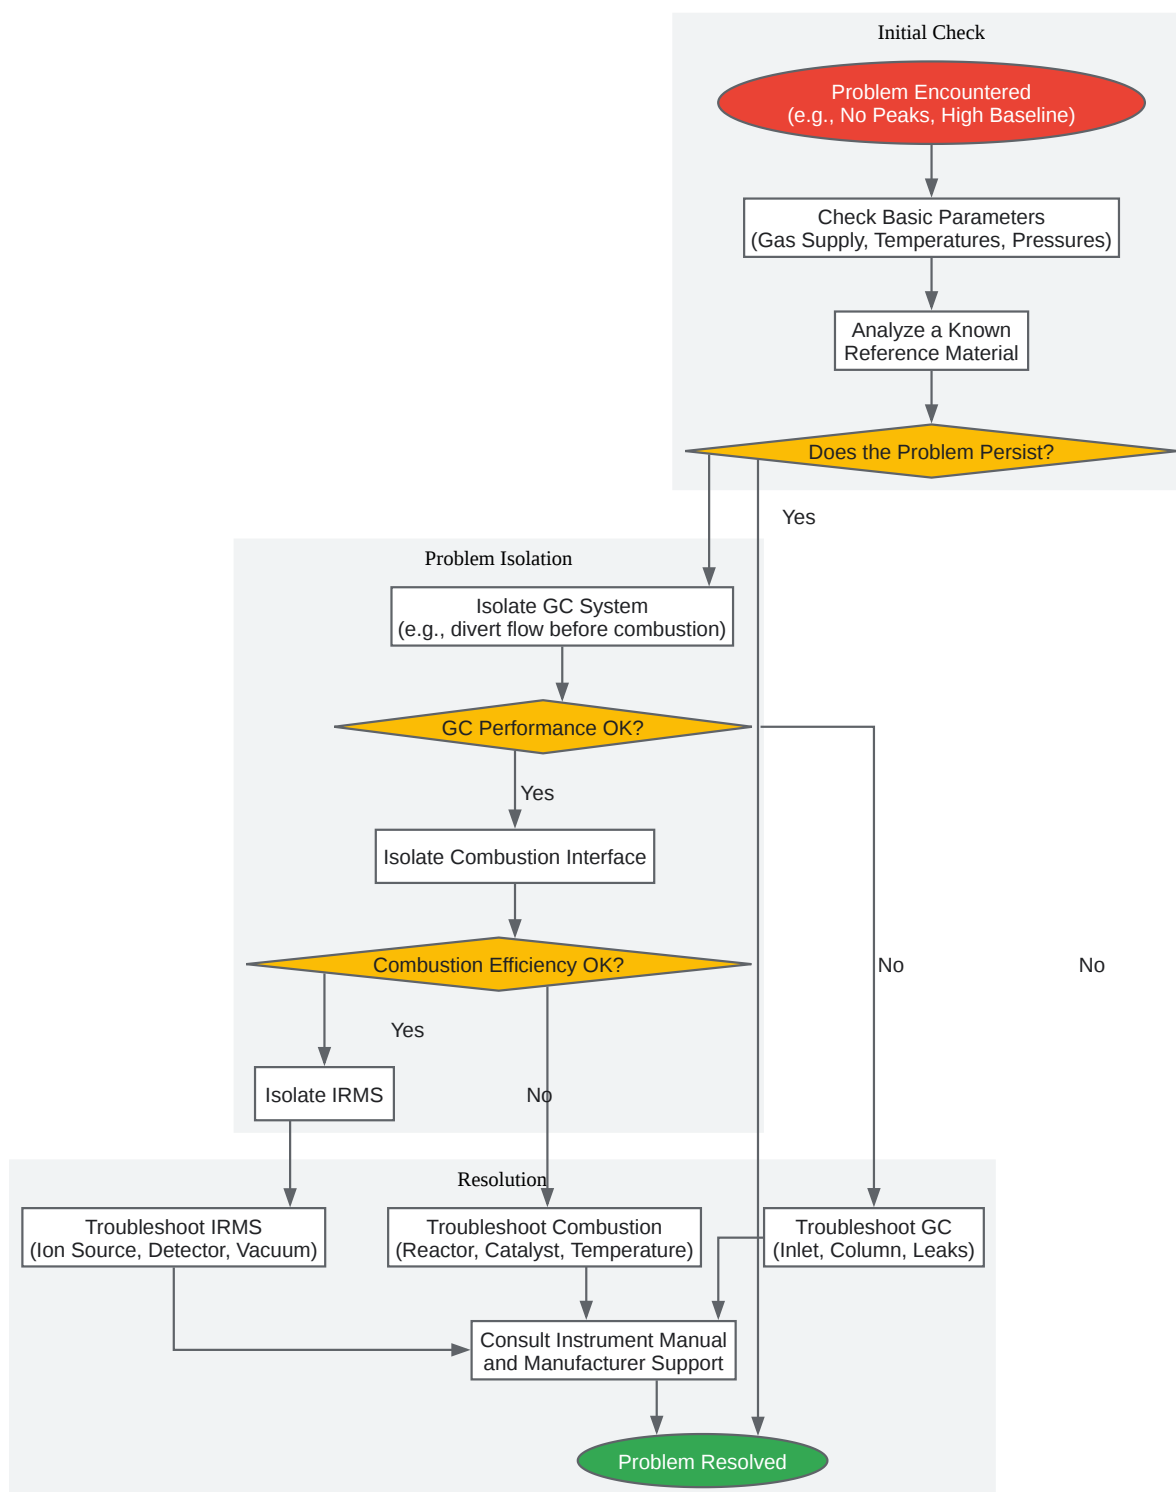 Initial Check
Problem Encountered
(e.g., No Peaks, High Baseline)
Check Basic Parameters
(Gas Supply, Temperatures, Pressures)
Analyze a Known
Reference Material
Does the Problem Persist?
Yes
Problem Isolation
Isolate GC System
(e.g., divert flow before combustion)
GC Performance OK?
Yes
Isolate Combustion Interface
Combustion Efficiency OK?
No
No
Yes
Isolate IRMS
No
Resolution
Troubleshoot IRMS
(Ion Source, Detector, Vacuum)
Troubleshoot Combustion
(Reactor, Catalyst, Temperature)
Troubleshoot GC
(Inlet, Column, Leaks)
Consult Instrument Manual
and Manufacturer Support
Problem Resolved